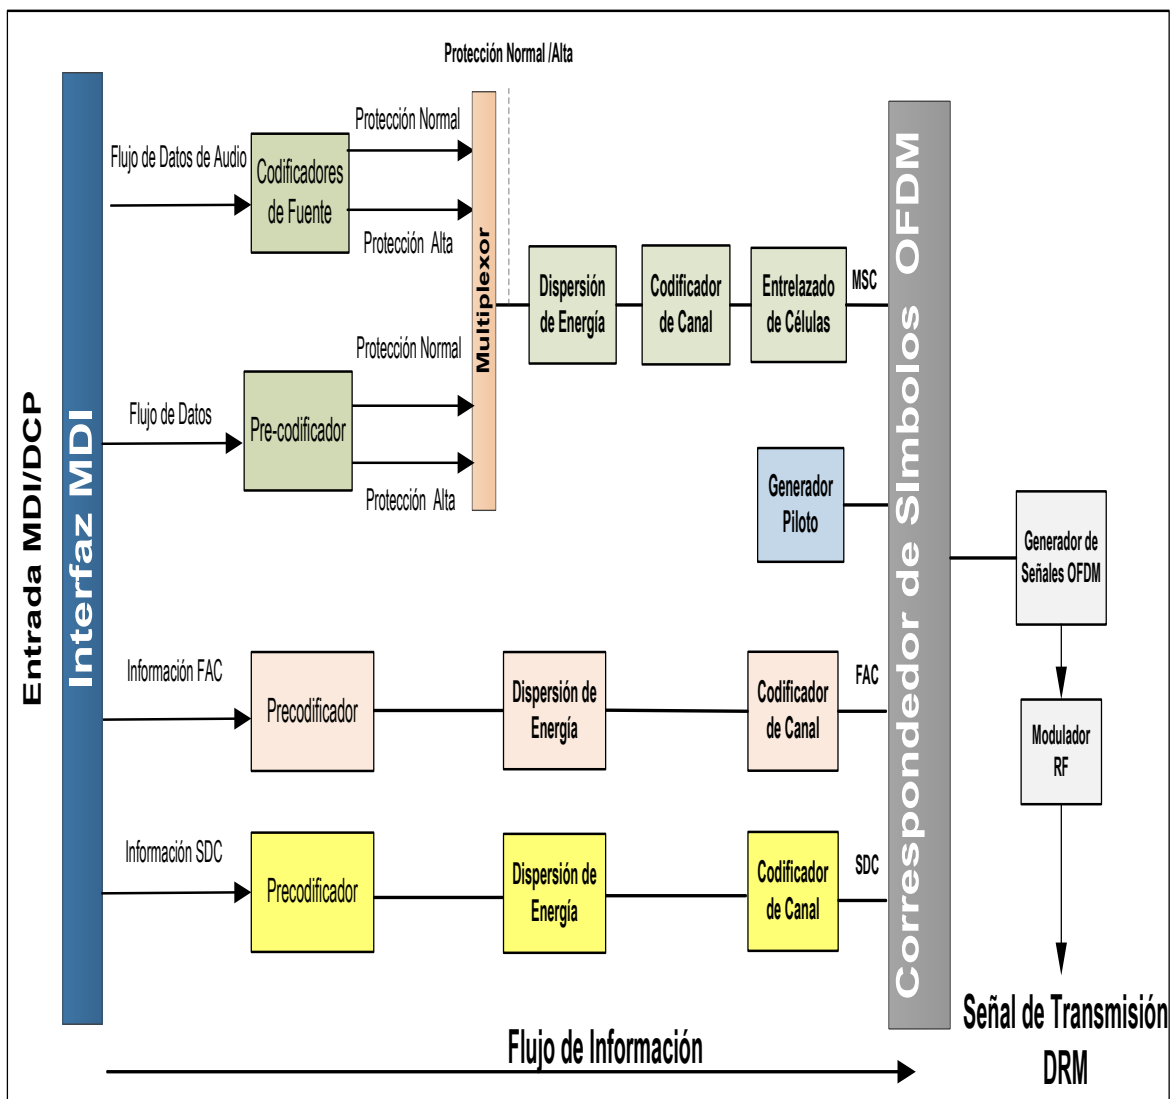 Protección Normal /Alta
Entrada MDI/DCP
Interfaz MDI
Flujo de Datos de Audio
Codificadores
de Fuente
Protección Normal
Protección Alta
Multiplexor
Flujo de Datos
Pre-codificador
Protección Normal
Protección Alta
Dispersión
de Energía
Codificador
de Canal
Entrelazado
de Células
MSC
Generador
Piloto
Información FAC
Precodificador
Dispersión de
Energía
Codificador
de Canal
FAC
Información SDC
Precodificador
Dispersión de
Energía
Codificador
de Canal
SDC
Correspondedor de SÍmbolos OFDM
Generador de
Señales OFDM
Modulador
RF
Señal de Transmisión
DRM
Flujo de Información